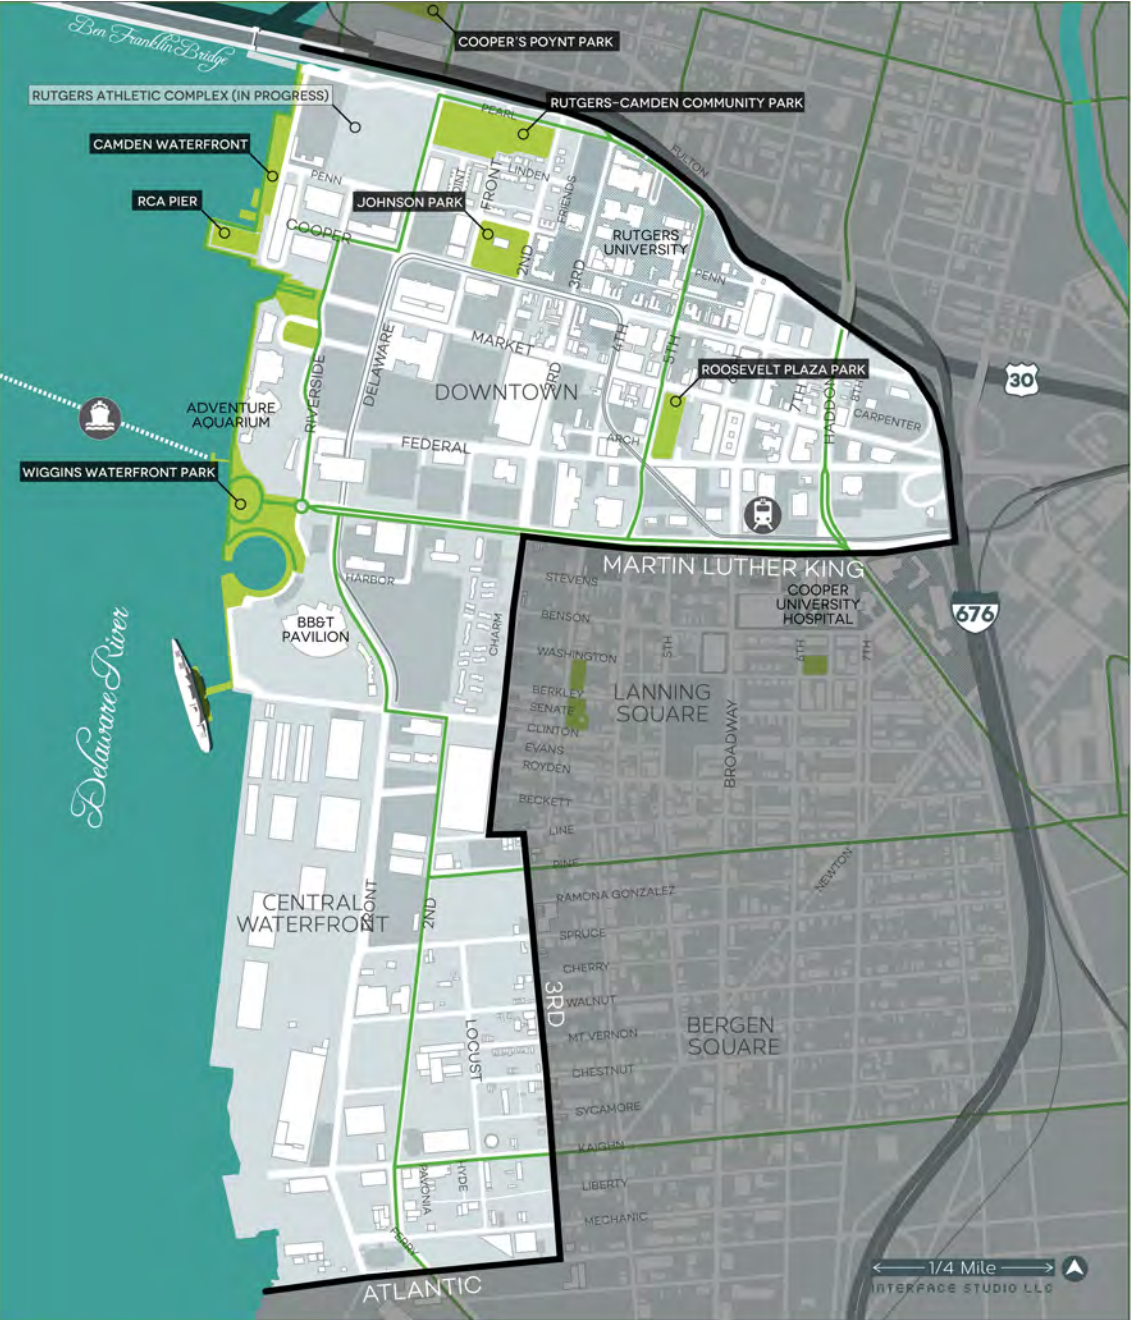 Ben Franklin Bridge
COOPER'S POYNT PARK
RUTGERS ATHLETIC COMPLEX (IN PROGRESS)
PEARL
RUTGERS-CAMDEN COMMUNITY PARK
CAMDEN WATERFRONT
FULTON
PENN
LINDEN
FRONT
RCA PIER
JOHNSON PARK
FRIENDS
COOPER
RUTGERS
UNIVERSITY
2ND
3RD
PENN
MARKET
4TH
5TH
ROOSEVELT PLAZA PARK
30
DELAWARE
RIVERSIDE
DOWNTOWN
3RD
7TH
HADDON
8TH
CARPENTER
ADVENTURE
AQUARIUM
FEDERAL
ARCH
WIGGINS WATERFRONT PARK
MARTIN LUTHER KING
HARBOR
STEVENS
COOPER
UNIVERSITY
HOSPITAL
676
BENSON
BB&T
PAVILION
CHARM
5TH
6TH
7TH
WASHINGTON
Delaware River
BERKLEY
LANNING
SQUARE
SENATE
CLINTON
BROADWAY
EVANS
ROYDEN
BECKETT
LINE
PINE
NEWTON
RAMONA GONZALEZ
CENTRAL
WATERFRONT
FRONT
2ND
SPRUCE
CHERRY
3RD
WALNUT
BERGEN
SQUARE
MT VERNON
LOCUST
CHESTNUT
SYCAMORE
KAIGHN
PAVONIA
HYDE
LIBERTY
MECHANIC
PERRY
ATLANTIC
1/4 Mile
INTERFACE STUDIO LLC